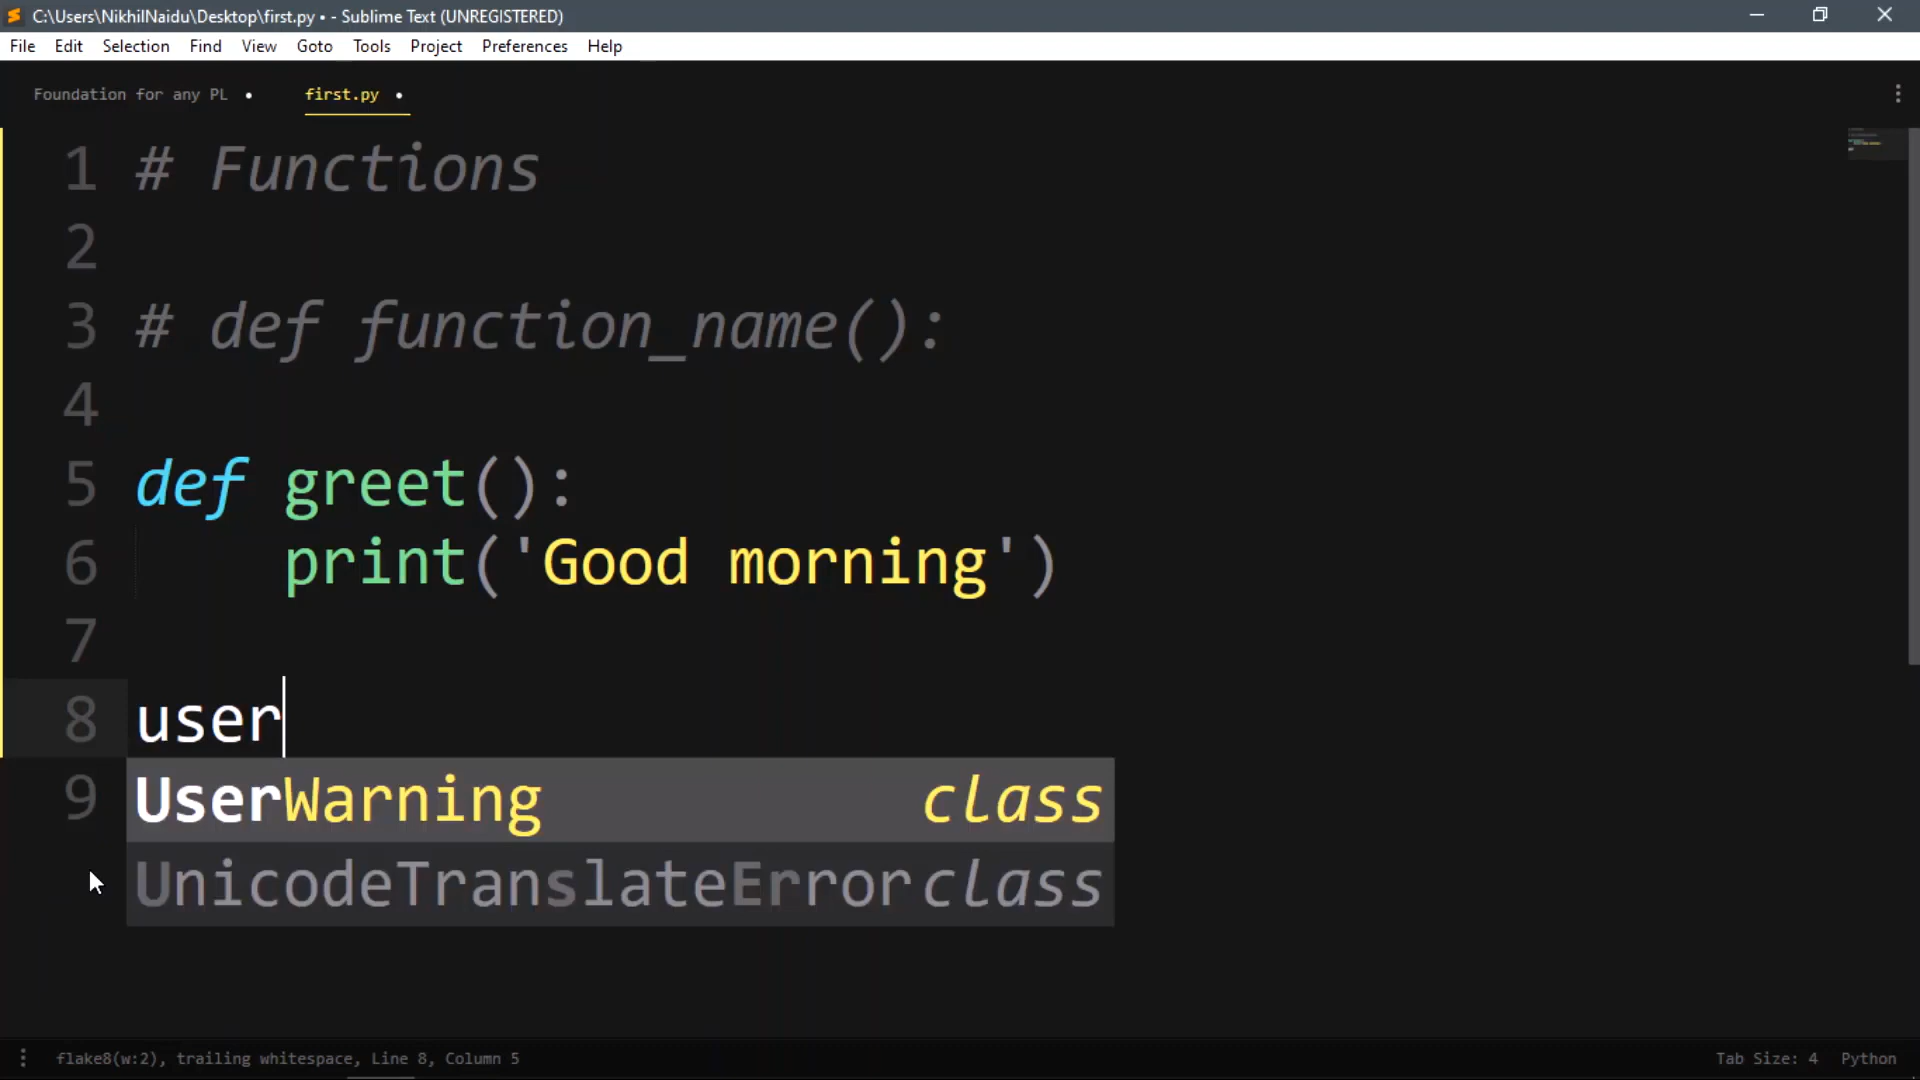 C:\Users\NikhilNaidu\Desktop\first.py • - Sublime Text (UNREGISTERED)
File Edit Selection Find View Goto Tools Project Preferences Help
Foundation for any PL • first.py •
1 # Functions
2
3 # def function_name():
4
5 def greet():
6 print('Good morning')
7
8 user
9 UserWarning class
UnicodeTranslateError class
flake8(w:2), trailing whitespace, Line 8, Column 5 Tab Size: 4 Python